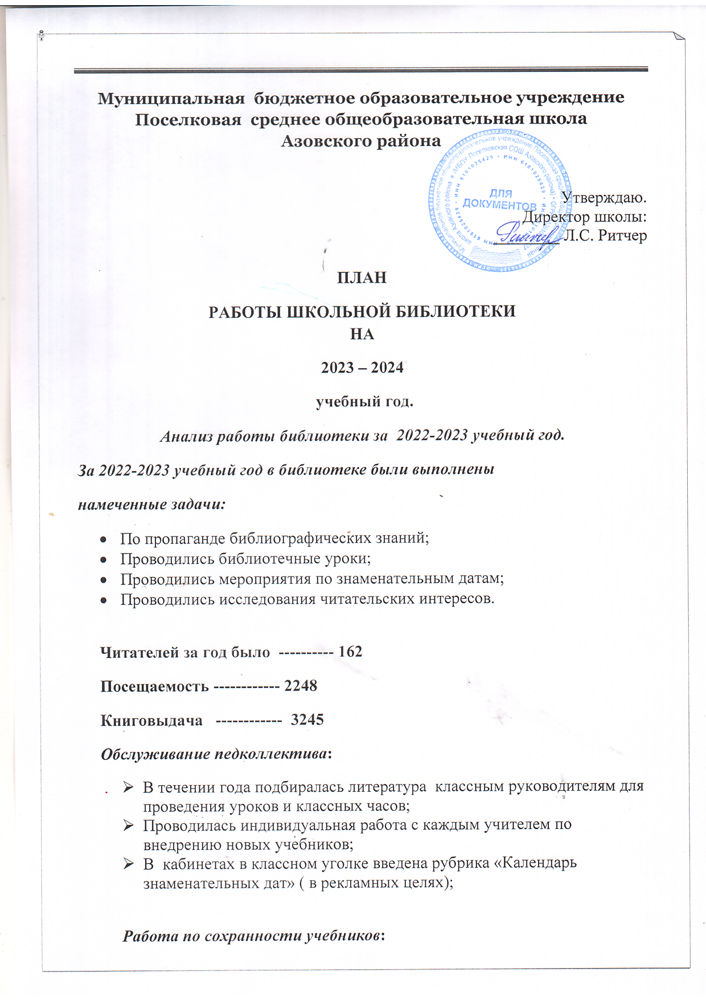 Муниципальная бюджетное образовательное учреждение
Поселковая среднее общеобразовательная школа
Азовского района
ДЛЯ
ДОКУМЕНТОВ
Утверждаю.
Директор школы:
Л.С. Ритчер
ПЛАН
РАБОТЫ ШКОЛЬНОЙ БИБЛИОТЕКИ
НА
2023 – 2024
учебный год.
Анализ работы библиотеки за 2022-2023 учебный год.
За 2022-2023 учебный год в библиотеке были выполнены
намеченные задачи:
• По пропаганде библиографических знаний;
• Проводились библиотечные уроки;
• Проводились мероприятия по знаменательным датам;
• Проводились исследования читательских интересов.
Читателей за год было ---------- 162
Посещаемость ------------ 2248
Книговыдача ------------ 3245
Обслуживание педколлектива:
➢ В течении года подбиралась литература классным руководителям для
проведения уроков и классных часов;
➢ Проводилась индивидуальная работа с каждым учителем по
внедрению новых учебников;
➢ В кабинетах в классном уголке введена рубрика «Календарь
знаменательных дат» ( в рекламных целях);
Работа по сохранности учебников: